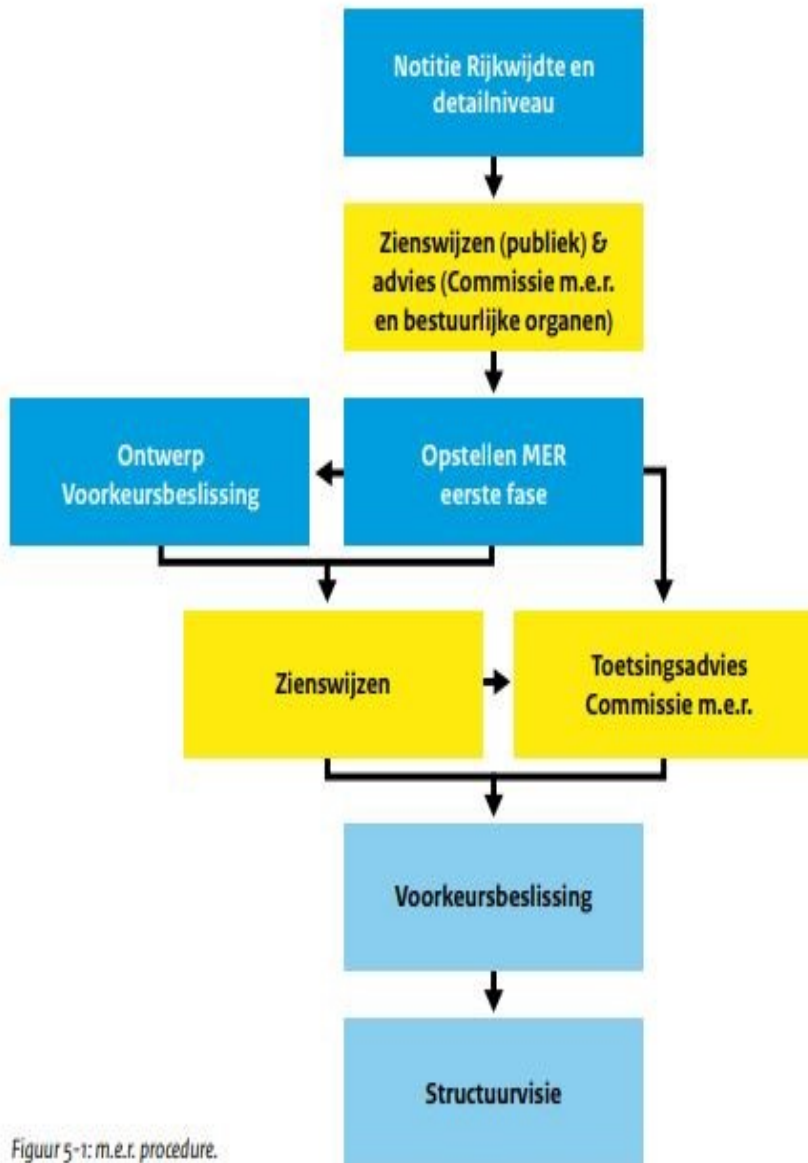 Notitie Rijkwijdte en
detailniveau
Zienswijzen (publiek) &
advies (Commissie m.e.r.
en bestuurlijke organen)
Ontwerp
Voorkeursbeslissing
Opstellen MER
eerste fase
Zienswijzen
Toetsingsadvies
Commissie m.e.r.
Voorkeursbeslissing
Structuurvisie
Figuur 5-1: m.e.r. procedure.